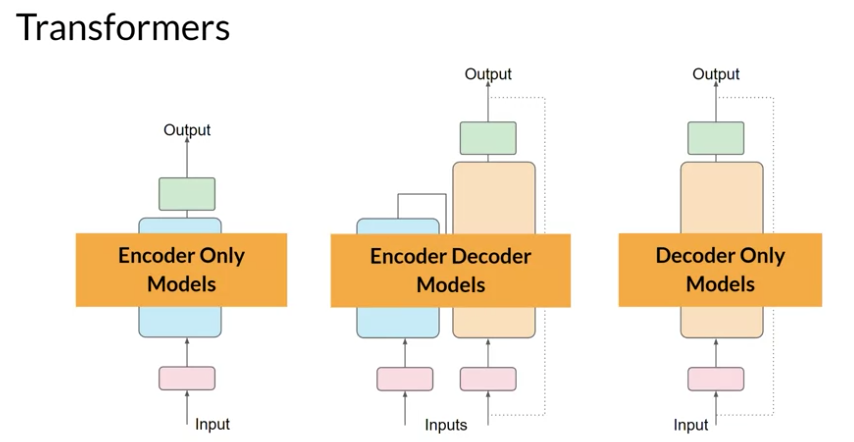 Transformers
Output
Encoder Only
Models
Input
Output
Encoder Decoder
Models
Inputs
Output
Decoder Only
Models
Input